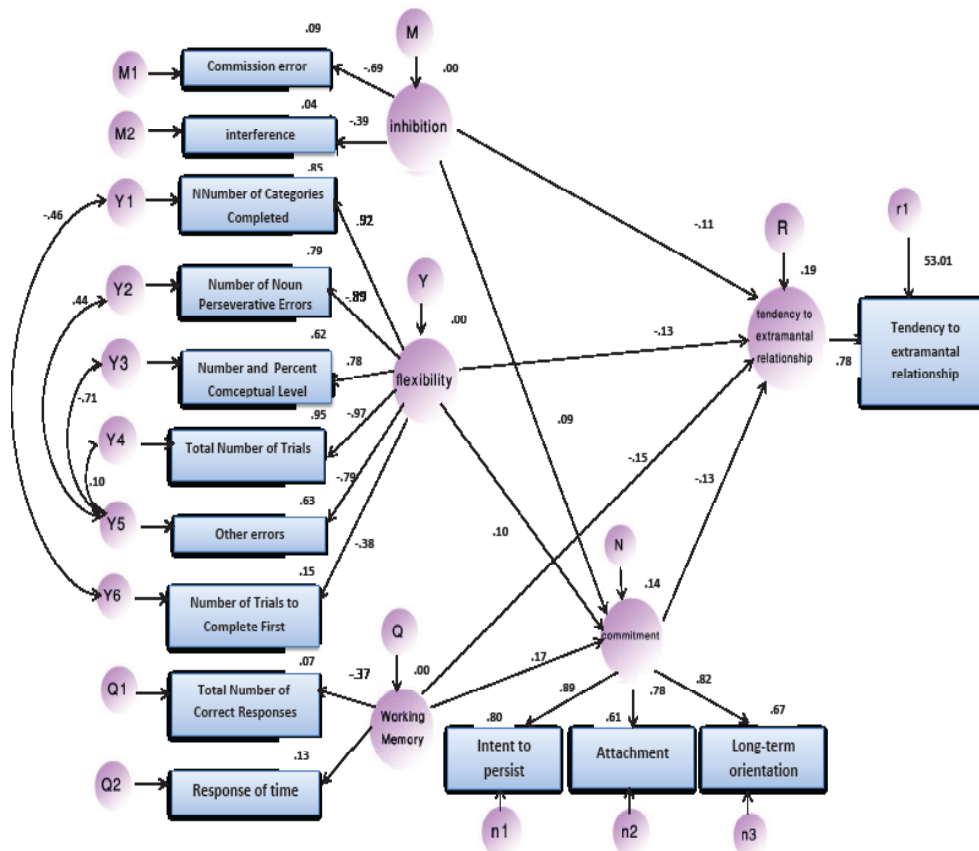 .09
M
M1
Commission error
-.69
.00
.04
M2
interference
-.39
inhibition
.85
Y1
NNumber of Categories
Completed
-.46
.92
-.11
R
r1
.79
Y2
Number of Noun
Perseverative Errors
Y
.19
53.01
.44
.00
tendency to
extramantal
relationship
Tendency to
extramantal
relationship
.62
Y3
Number and Percent
Comceptual Level
.78
flexibility
-.13
.78
-.71
.95
-.97
Y4
Total Number of Trials
.09
-.15
.10
-.79
-.13
.63
Y5
Other errors
.10
N
-.38
.15
.14
Y6
Number of Trials to
Complete First
Q
commitment
.07
.00
.17
Q1
Total Number of
Correct Responses
-.37
Working
Memory
.89
.78
.82
.80
.61
.67
.13
Intent to
persist
Attachment
Long-term
orientation
Q2
Response of time
n1
n2
n3